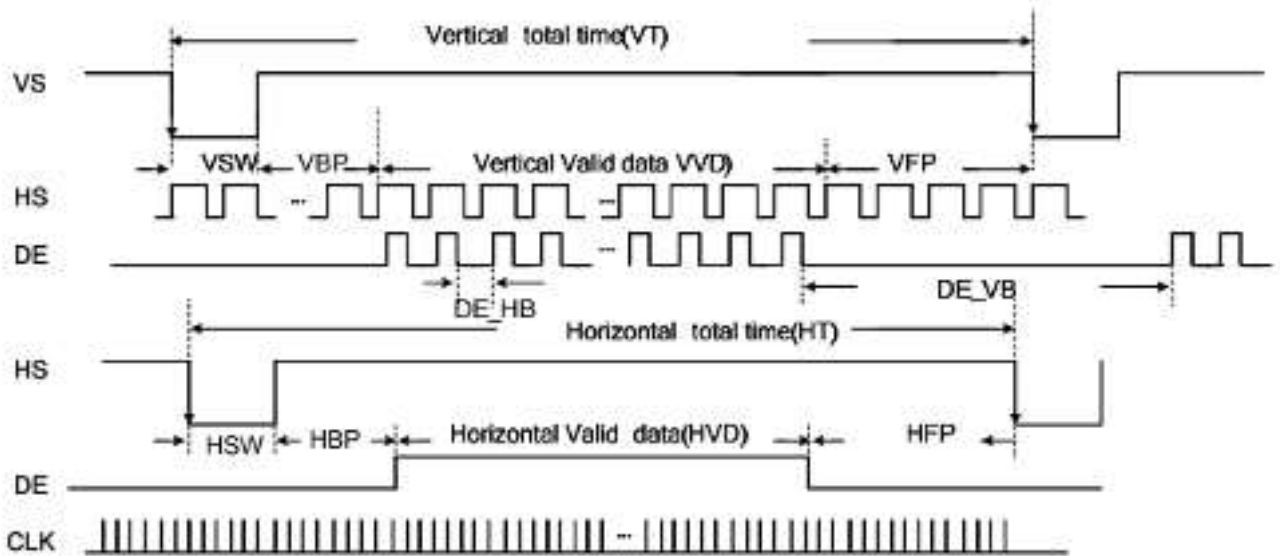 Vertical total time(VT)
VS
VSW VBP Vertical Valid data VVD) VFP
HS ... ...
DE ...
DE_HB DE_VB
Horizontal total time(HT)
HS
HSW HBP Horizontal Valid data(HVD) HFP
DE
CLK ...